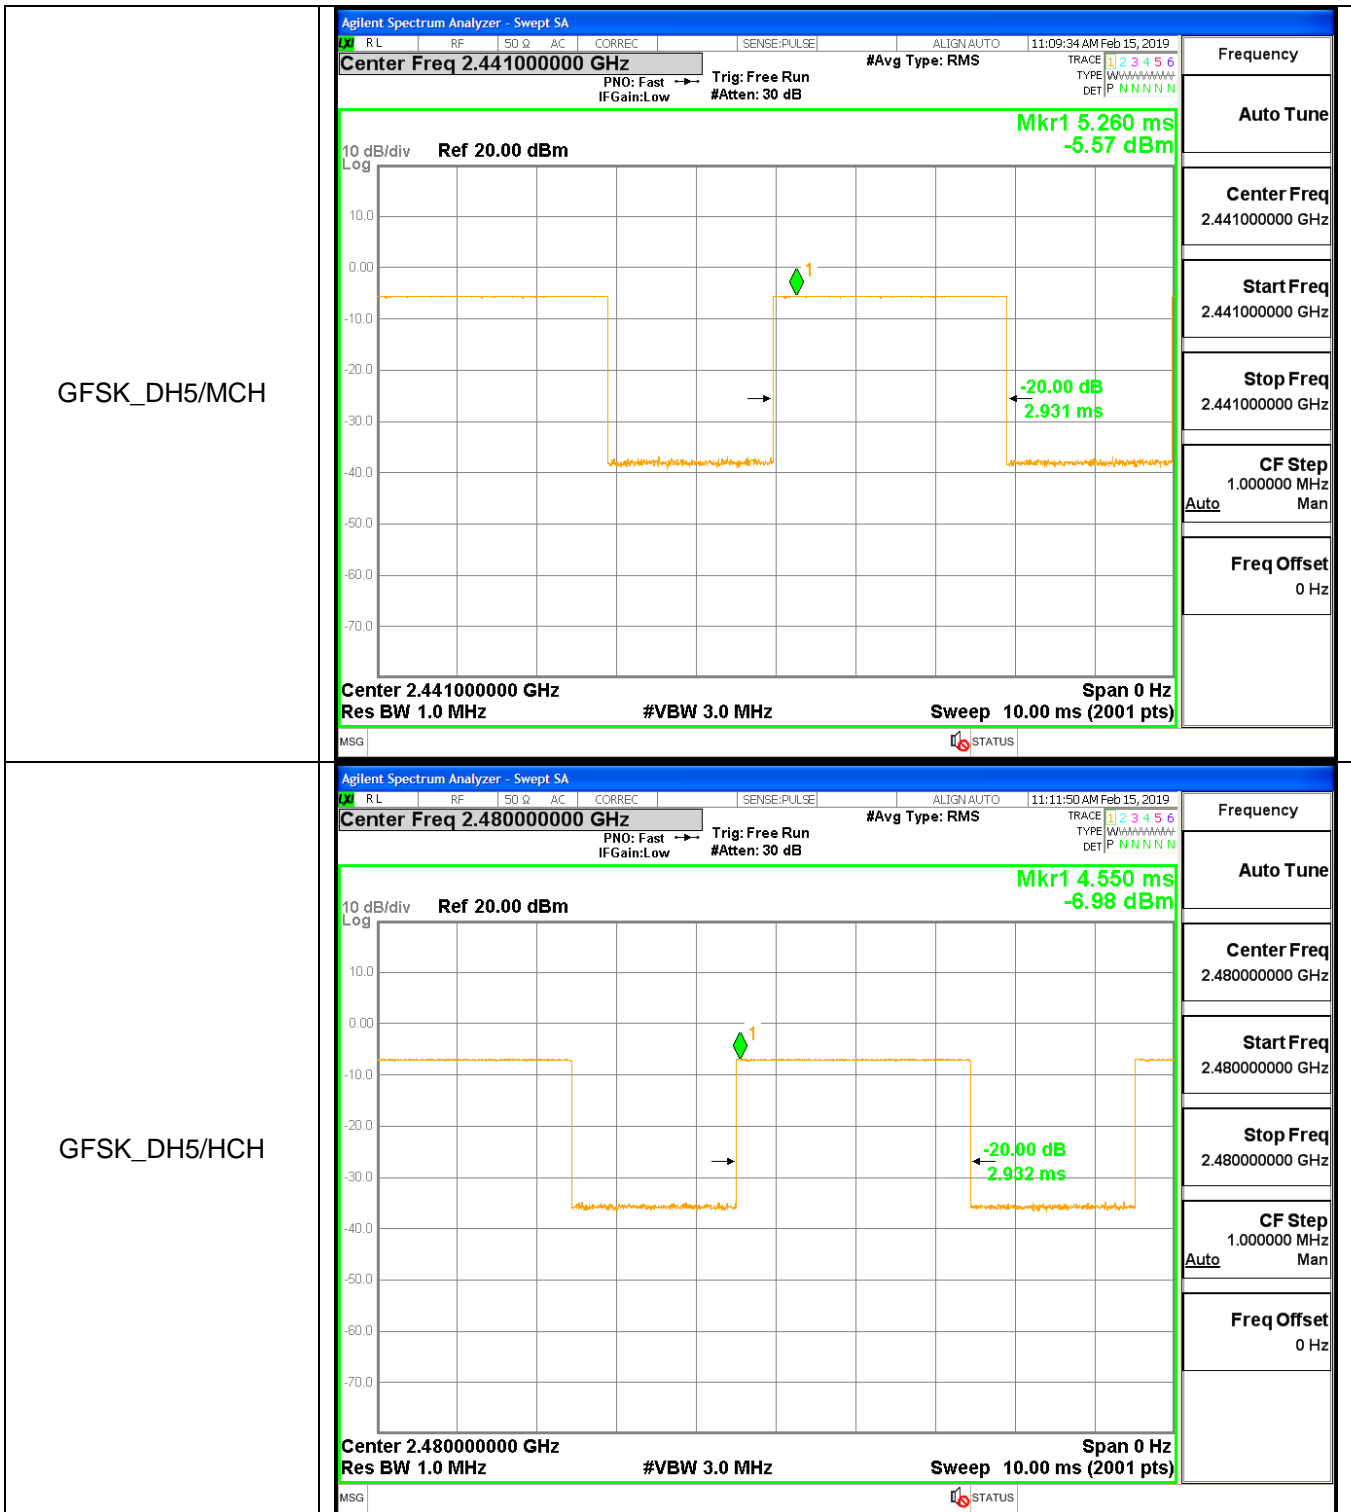 GFSK_DH5/MCH
Agilent Spectrum Analyzer - Swept SA
LXI RL RF 50 Ω AC CORREC SENSE:PULSE ALIGN AUTO 11:09:34 AM Feb 15, 2019
Center Freq 2.441000000 GHz
PNO: Fast
IFGain:Low
Trig: Free Run
#Atten: 30 dB
#Avg Type: RMS
TRACE 1 2 3 4 5 6
TYPE WWWWWW
DET P N N N N N
Mkr1 5.260 ms
-5.57 dBm
10 dB/div
Log
Ref 20.00 dBm
10.0
0.00
-10.0
-20.0
-30.0
-40.0
-50.0
-60.0
-70.0
1
-20.00 dB
2.931 ms
Center 2.441000000 GHz
Span 0 Hz
Res BW 1.0 MHz
#VBW 3.0 MHz
Sweep 10.00 ms (2001 pts)
MSG
STATUS
Frequency
Auto Tune
Center Freq
2.441000000 GHz
Start Freq
2.441000000 GHz
Stop Freq
2.441000000 GHz
CF Step
1.000000 MHz
Auto Man
Freq Offset
0 Hz
GFSK_DH5/HCH
Agilent Spectrum Analyzer - Swept SA
LXI RL RF 50 Ω AC CORREC SENSE:PULSE ALIGN AUTO 11:11:50 AM Feb 15, 2019
Center Freq 2.480000000 GHz
PNO: Fast
IFGain:Low
Trig: Free Run
#Atten: 30 dB
#Avg Type: RMS
TRACE 1 2 3 4 5 6
TYPE WWWWWW
DET P N N N N N
Mkr1 4.550 ms
-6.98 dBm
10 dB/div
Log
Ref 20.00 dBm
10.0
0.00
-10.0
-20.0
-30.0
-40.0
-50.0
-60.0
-70.0
1
-20.00 dB
2.932 ms
Center 2.480000000 GHz
Span 0 Hz
Res BW 1.0 MHz
#VBW 3.0 MHz
Sweep 10.00 ms (2001 pts)
MSG
STATUS
Frequency
Auto Tune
Center Freq
2.480000000 GHz
Start Freq
2.480000000 GHz
Stop Freq
2.480000000 GHz
CF Step
1.000000 MHz
Auto Man
Freq Offset
0 Hz